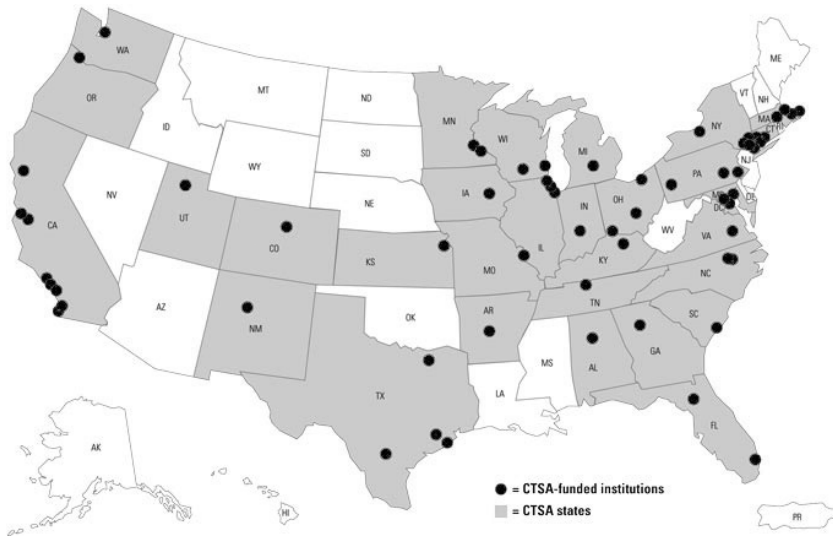 WA
OR
CA
ID
NV
MT
WY
UT
AZ
CO
NM
ND
SD
NE
KS
OK
TX
MN
IA
MO
AR
LA
WI
IL
MI
IN
OH
KY
TN
MS
AL
GA
FL
SC
NC
VA
WV
PA
NY
NJ
VT
NH
ME
MA
CT
RI
DE
MD
DC
AK
HI
PR
= CTSA-funded institutions
= CTSA states